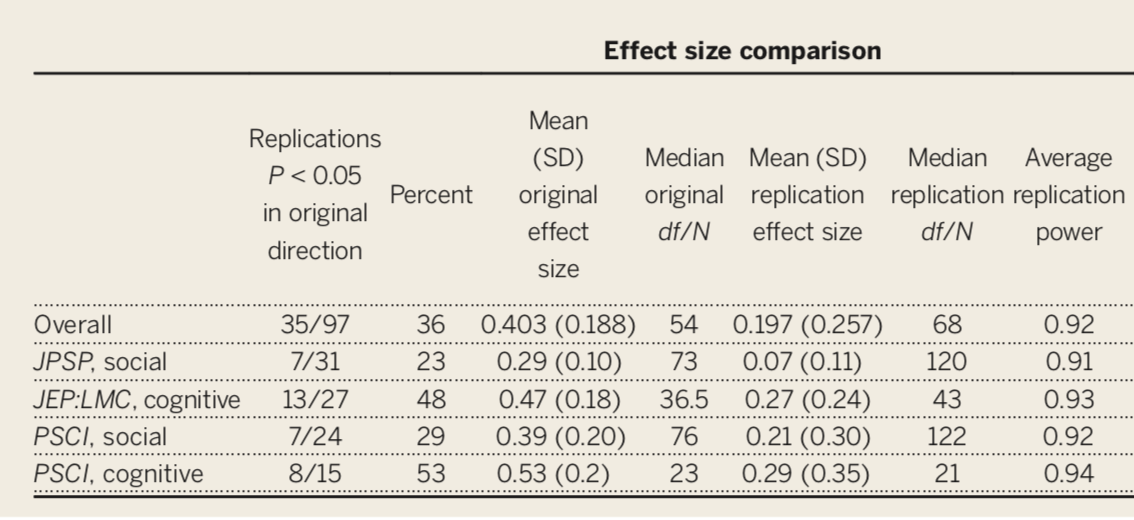 Effect size comparison
Replications P < 0.05 in original direction
Percent
Mean (SD) original effect size
Median original df/N
Mean (SD) replication effect size
Median replication df/N
Average replication power
Overall 35/97 36 0.403 (0.188) 54 0.197 (0.257) 68 0.92
JPSP, social 7/31 23 0.29 (0.10) 73 0.07 (0.11) 120 0.91
JEP:LMC, cognitive 13/27 48 0.47 (0.18) 36.5 0.27 (0.24) 43 0.93
PSCI, social 7/24 29 0.39 (0.20) 76 0.21 (0.30) 122 0.92
PSCI, cognitive 8/15 53 0.53 (0.2) 23 0.29 (0.35) 21 0.94